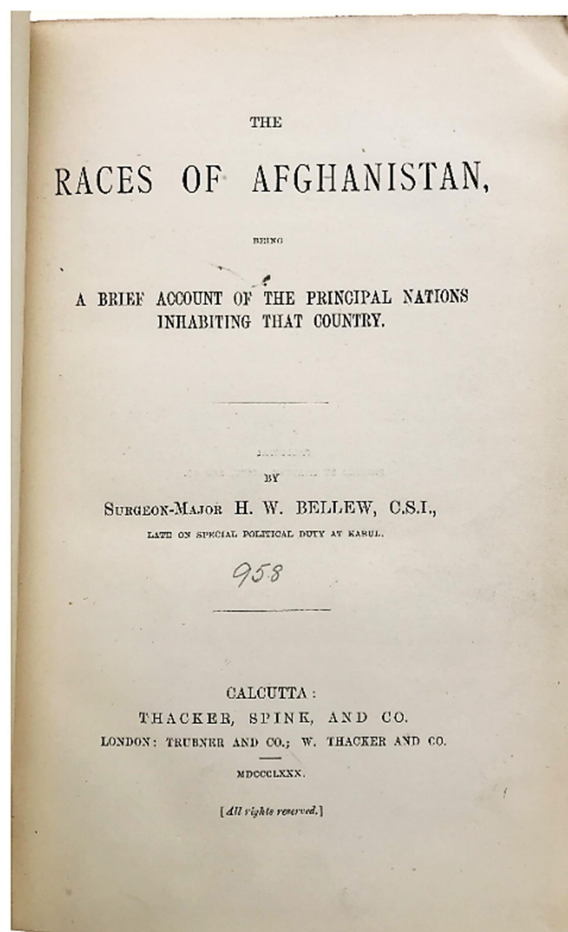 THE
RACES OF AFGHANISTAN,
BEING
A BRIEF ACCOUNT OF THE PRINCIPAL NATIONS
INHABITING THAT COUNTRY.
BY
SURGEON-MAJOR H. W. BELLEW, C.S.I.,
LATE ON SPECIAL POLITICAL DUTY AT KABUL.
958
CALCUTTA:
THACKER, SPINK, AND CO.
LONDON: TRUBNER AND CO.; W. THACKER AND CO.
MDCCCLXXX.
[All rights reserved.]